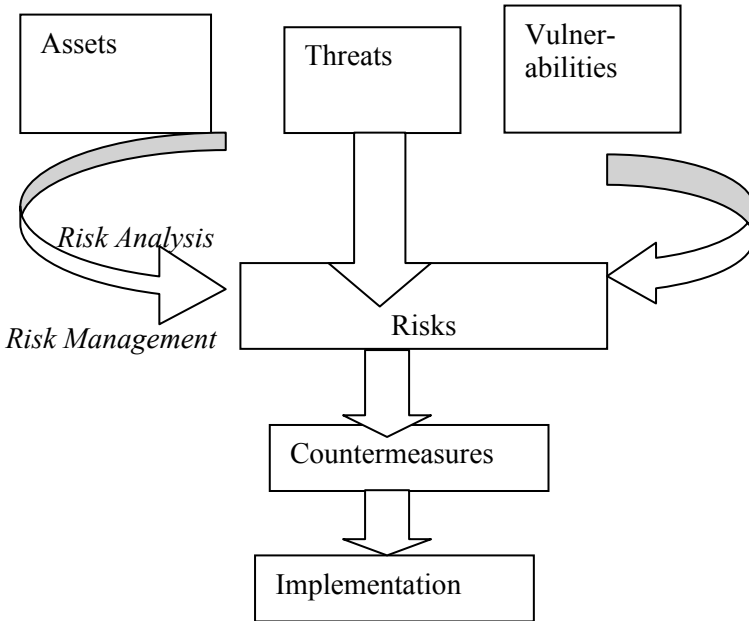 Assets
Threats
Vulner-
abilities
Risk Analysis
Risk Management
Risks
Countermeasures
Implementation